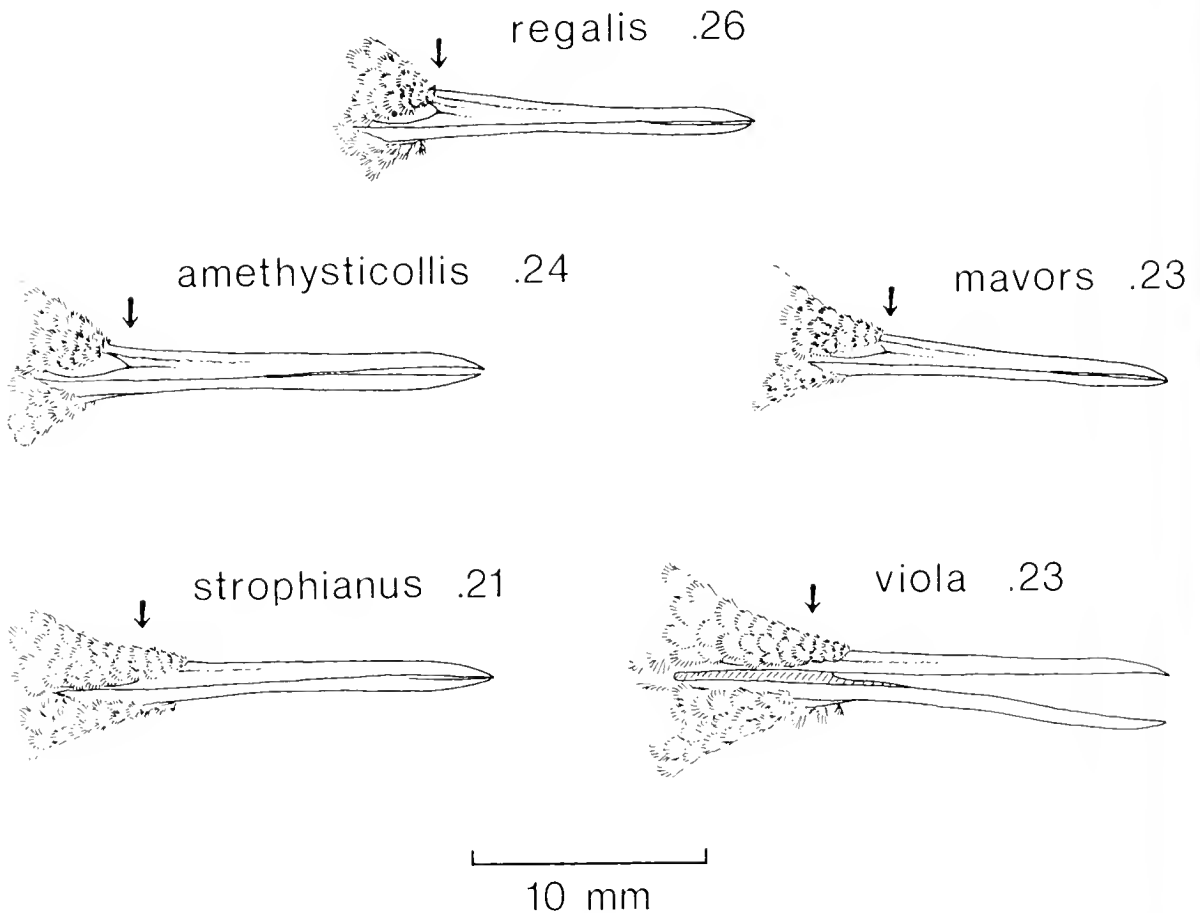 regalis .26
amethysticollis .24
mavors .23
strophianus .21
viola .23
10 mm